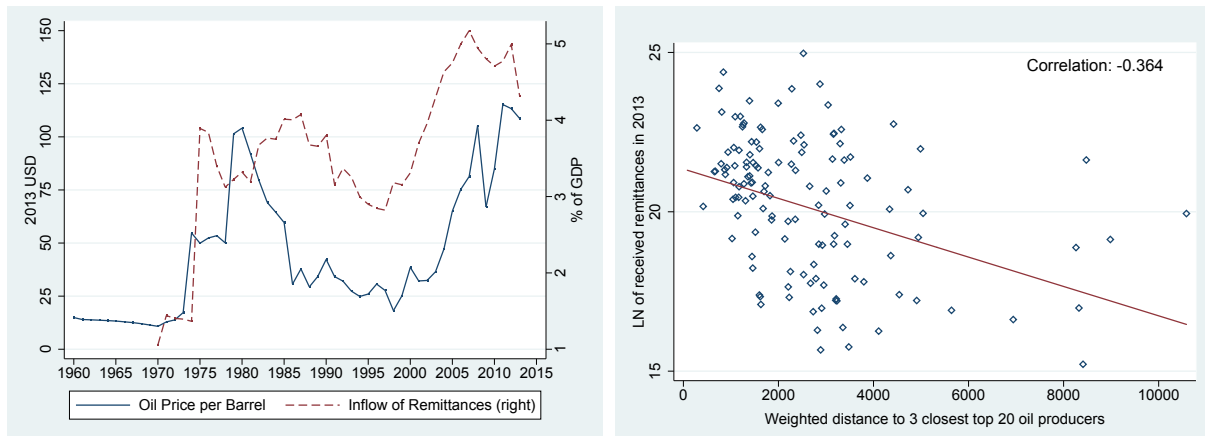 2013 USD
150
125
100
75
50
25
0
% of GDP
5
4
3
2
1
1960 1965 1970 1975 1980 1985 1990 1995 2000 2005 2010 2015
Oil Price per Barrel Inflow of Remittances (right)
Correlation: -0.364
LN of received remittances in 2013
25
20
15
0 2000 4000 6000 8000 10000
Weighted distance to 3 closest top 20 oil producers